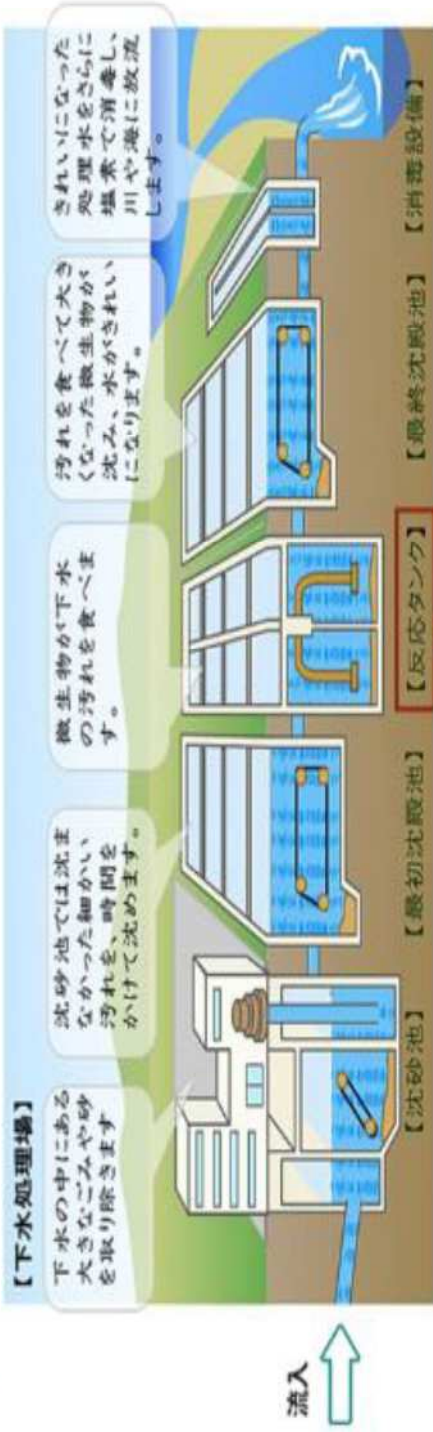 【下水処理場】
下水の中にある
大きなごみや砂
を取り除きます
沈砂池では沈ま
なかった細かい
汚れを、時間を
かけて沈めます。
微生物が下水
の汚れを食べま
す。
汚れを食べて大き
くなった微生物が
沈み、水がきれい
になります。
きれいになった
処理水をさらに
塩素で消毒し、
川や海に放流
します。
流入
【沈砂池】
【最初沈殿池】
【反応タンク】
【最終沈殿池】
【消毒設備】